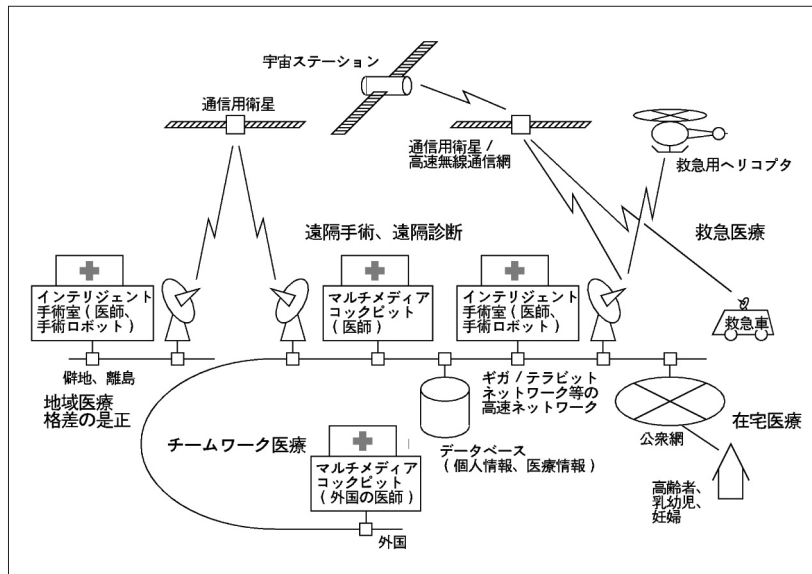 宇宙ステーション
通信用衛星
通信用衛星 /
高速無線通信網
救急用ヘリコプタ
遠隔手術、遠隔診断
救急医療
インテリジェント
手術室 ( 医師、
手術ロボット )
マルチメディア
コックピット
( 医師 )
インテリジェント
手術室 ( 医師、
手術ロボット )
救急車
僻地、離島
地域医療
格差の是正
ギガ / テラビット
ネットワーク等の
高速ネットワーク
公衆網
在宅医療
チームワーク医療
データベース
( 個人情報、医療情報 )
マルチメディア
コックピット
( 外国の医師 )
外国
高齢者、
乳幼児、
妊婦